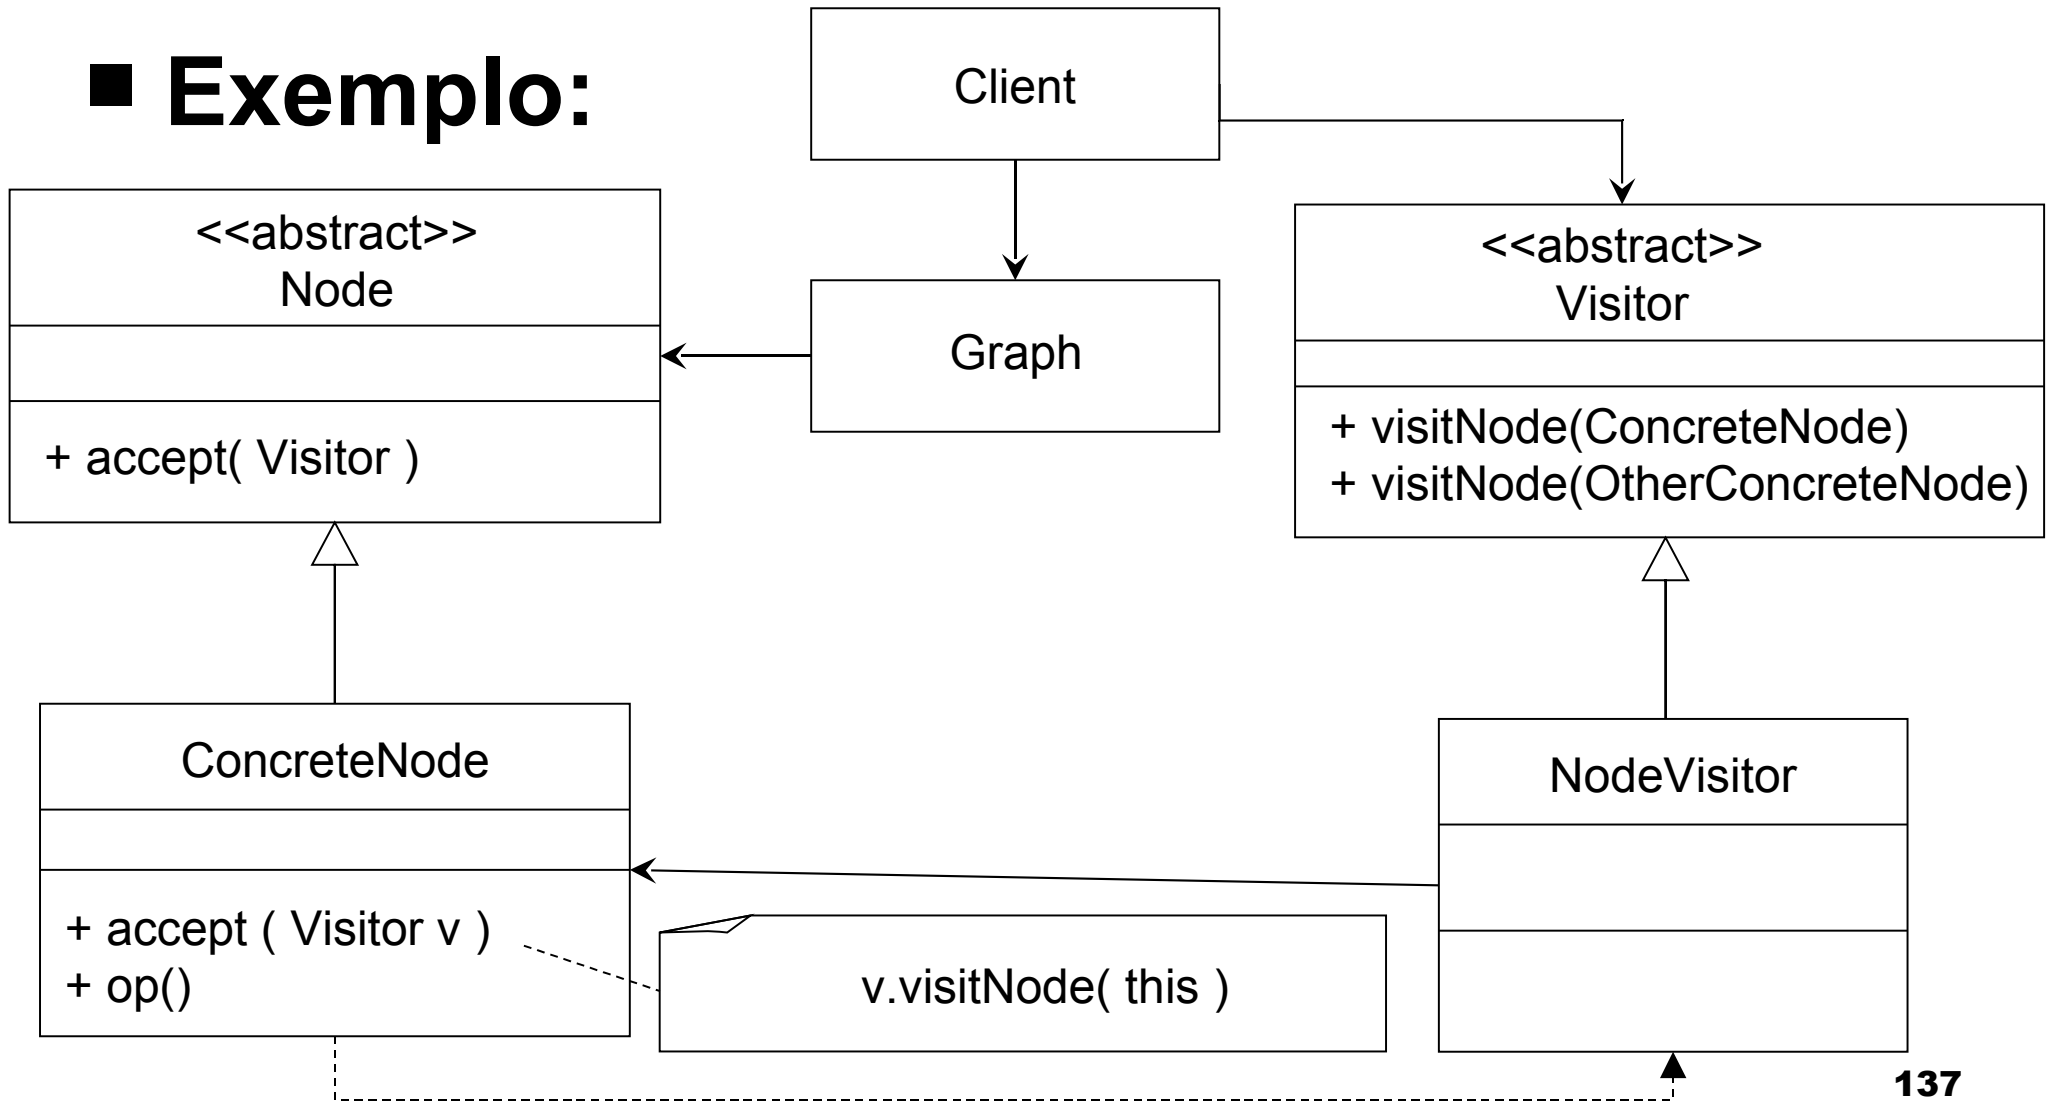 ■ Exemplo:
Client
<<abstract>>
Node
+ accept( Visitor )
Graph
<<abstract>>
Visitor
+ visitNode(ConcreteNode)
+ visitNode(OtherConcreteNode)
ConcreteNode
+ accept ( Visitor v )
+ op()
v.visitNode( this )
NodeVisitor
137